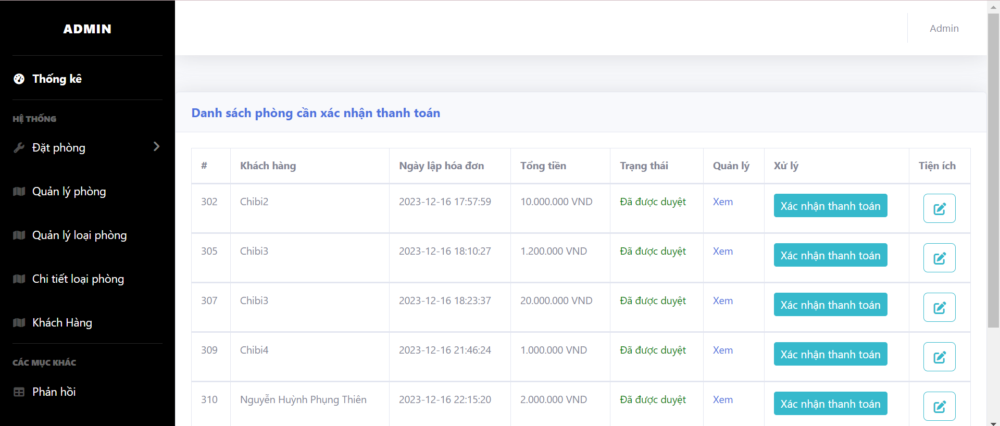 ADMIN
Admin
Thống kê
HỆ THỐNG
Đặt phòng
Quản lý phòng
Quản lý loại phòng
Chi tiết loại phòng
Khách Hàng
CÁC MỤC KHÁC
Phản hồi
Danh sách phòng cần xác nhận thanh toán
# Khách hàng Ngày lập hóa đơn Tổng tiền Trạng thái Quản lý Xử lý Tiện ích
302 Chibi2 2023-12-16 17:57:59 10.000.000 VND Đã được duyệt Xem Xác nhận thanh toán
305 Chibi3 2023-12-16 18:10:27 1.200.000 VND Đã được duyệt Xem Xác nhận thanh toán
307 Chibi3 2023-12-16 18:23:37 20.000.000 VND Đã được duyệt Xem Xác nhận thanh toán
309 Chibi4 2023-12-16 21:46:24 1.000.000 VND Đã được duyệt Xem Xác nhận thanh toán
310 Nguyễn Huỳnh Phụng Thiên 2023-12-16 22:15:20 2.000.000 VND Đã được duyệt Xem Xác nhận thanh toán